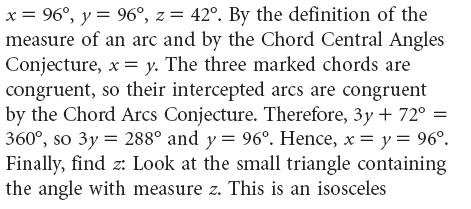 x = 96°, y = 96°, z = 42°. By the definition of the
measure of an arc and by the Chord Central Angles
Conjecture, x = y. The three marked chords are
congruent, so their intercepted arcs are congruent
by the Chord Arcs Conjecture. Therefore, 3y + 72° =
360°, so 3y = 288° and y = 96°. Hence, x = y = 96°.
Finally, find z: Look at the small triangle containing
the angle with measure z. This is an isosceles